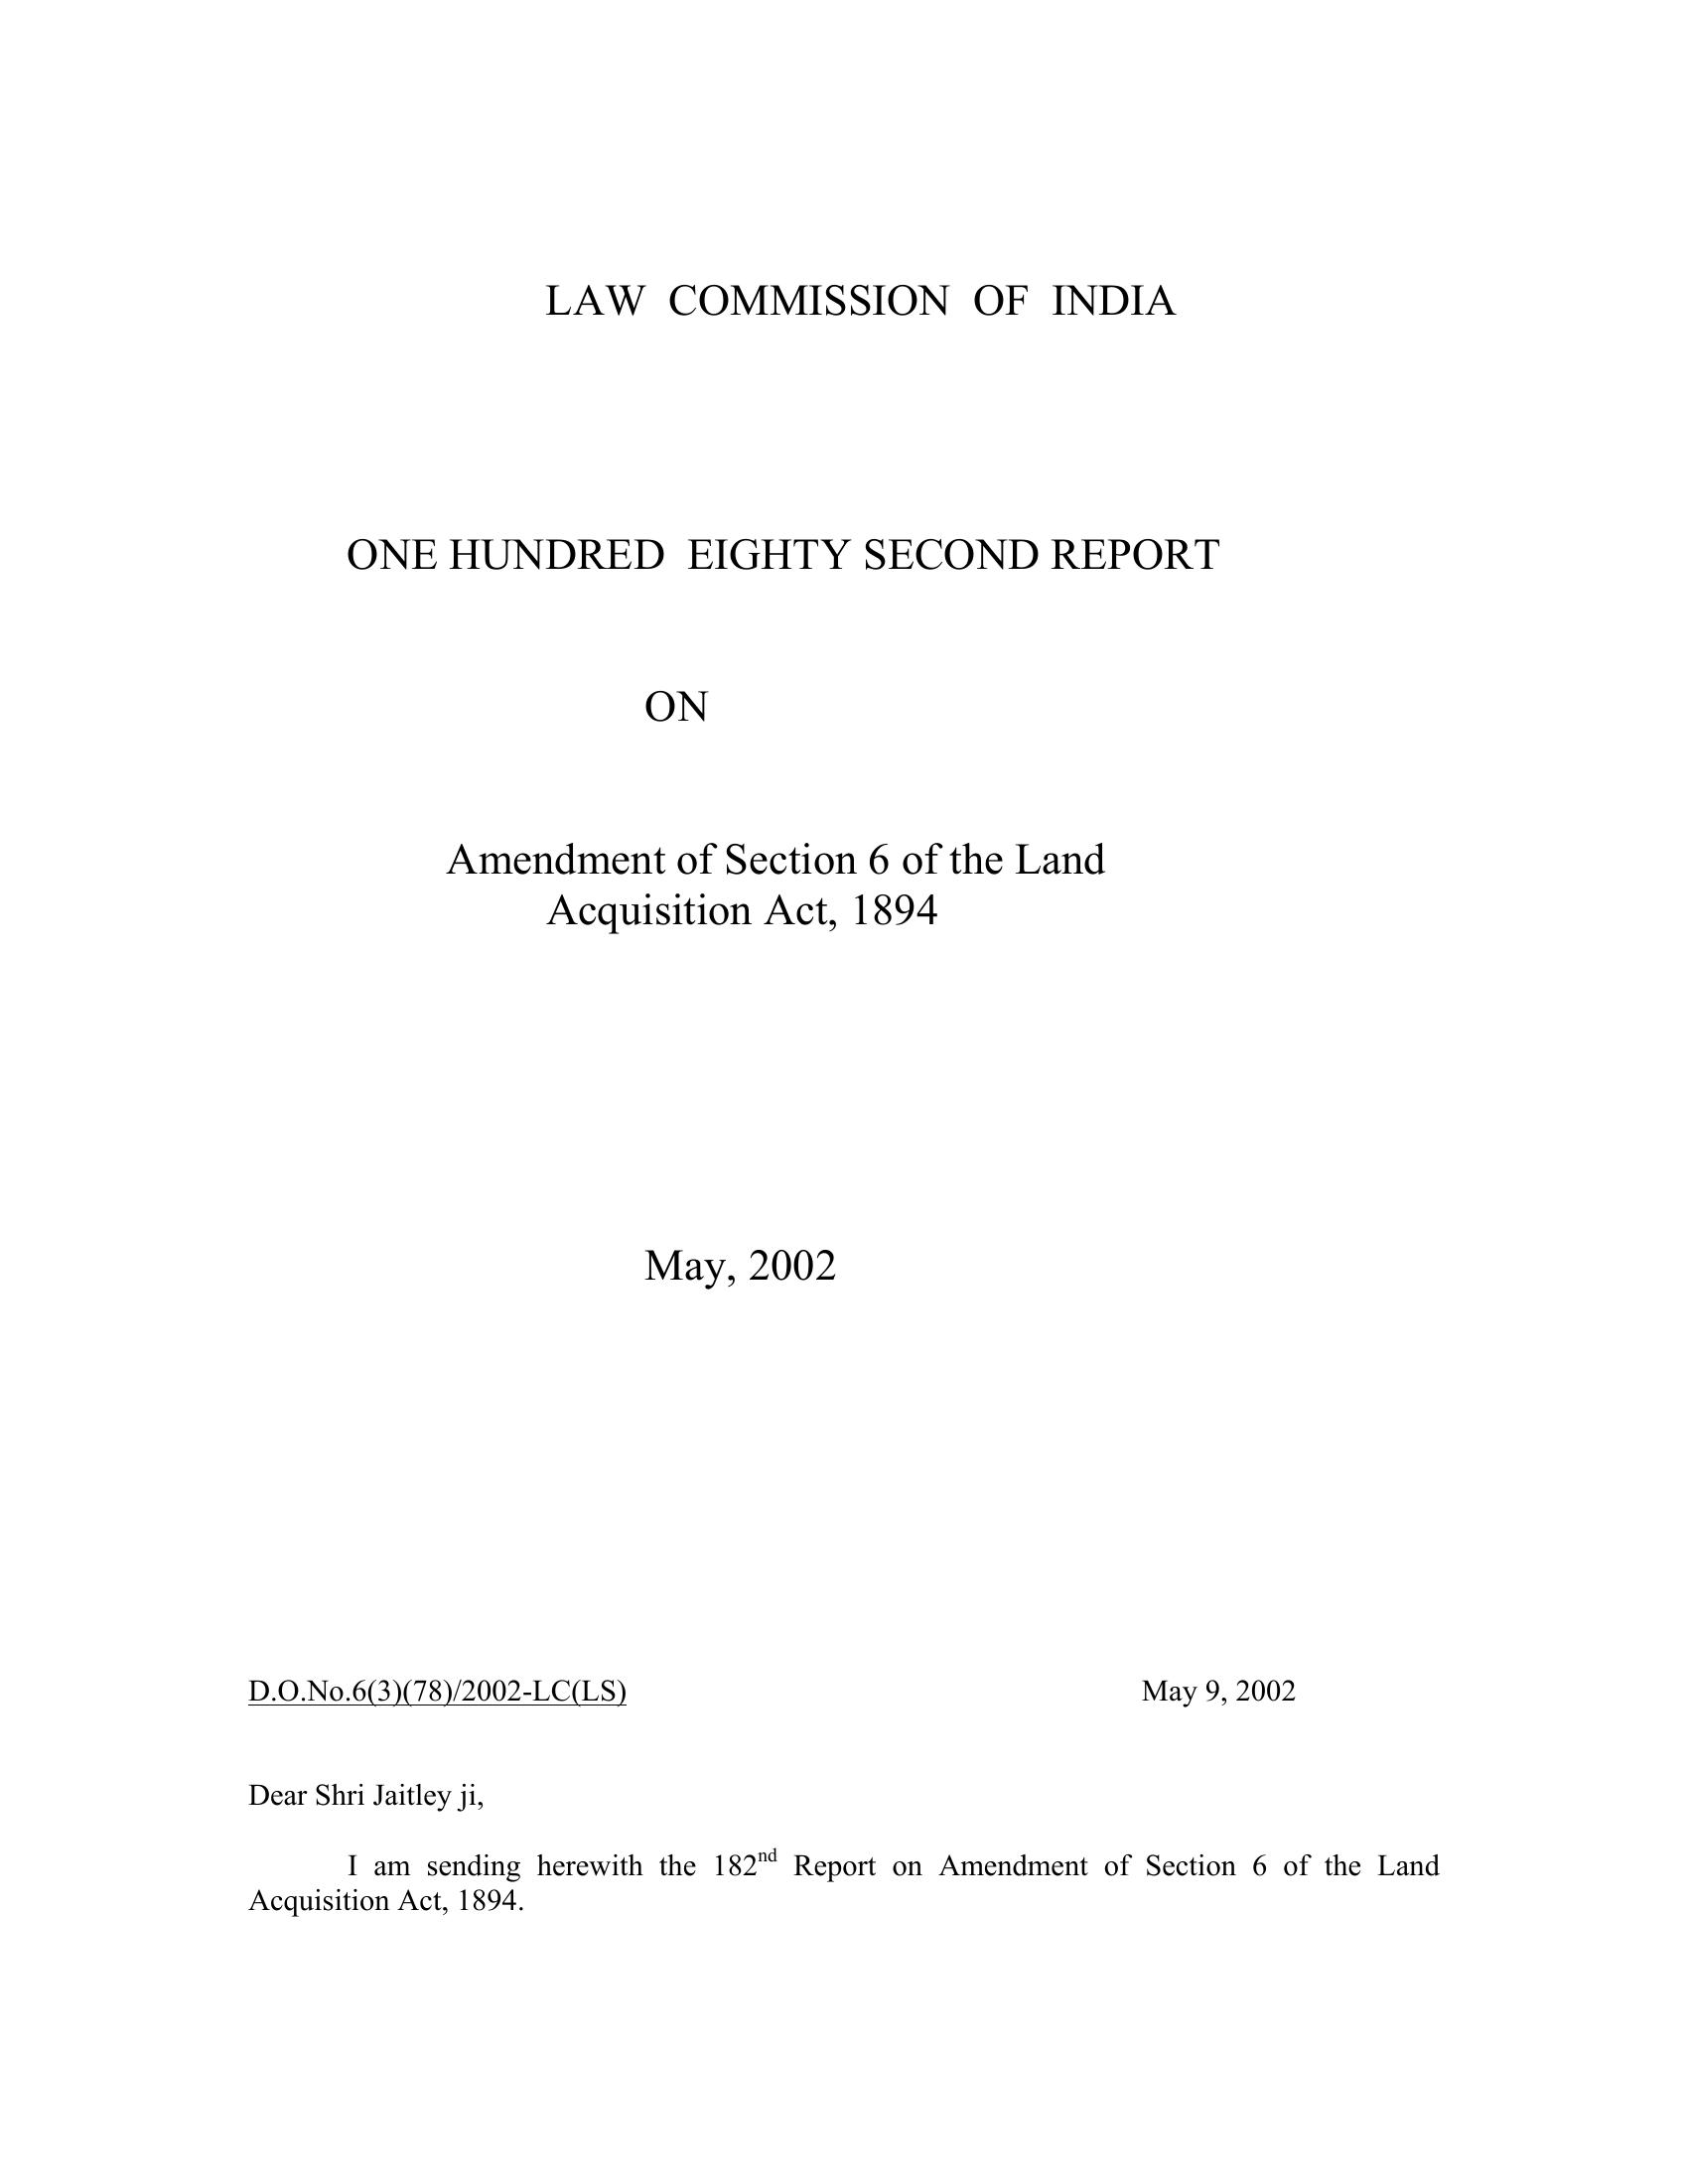 LAW COMMISSION OF INDIA
ONE HUNDRED EIGHTY SECOND REPORT
ON
Amendment of Section 6 of the Land
Acquisition Act, 1894
May, 2002
D.O.No.6(3)(78)/2002-LC(LS) May 9, 2002
Dear Shri Jaitley ji,
I am sending herewith the 182nd Report on Amendment of Section 6 of the Land
Acquisition Act, 1894.